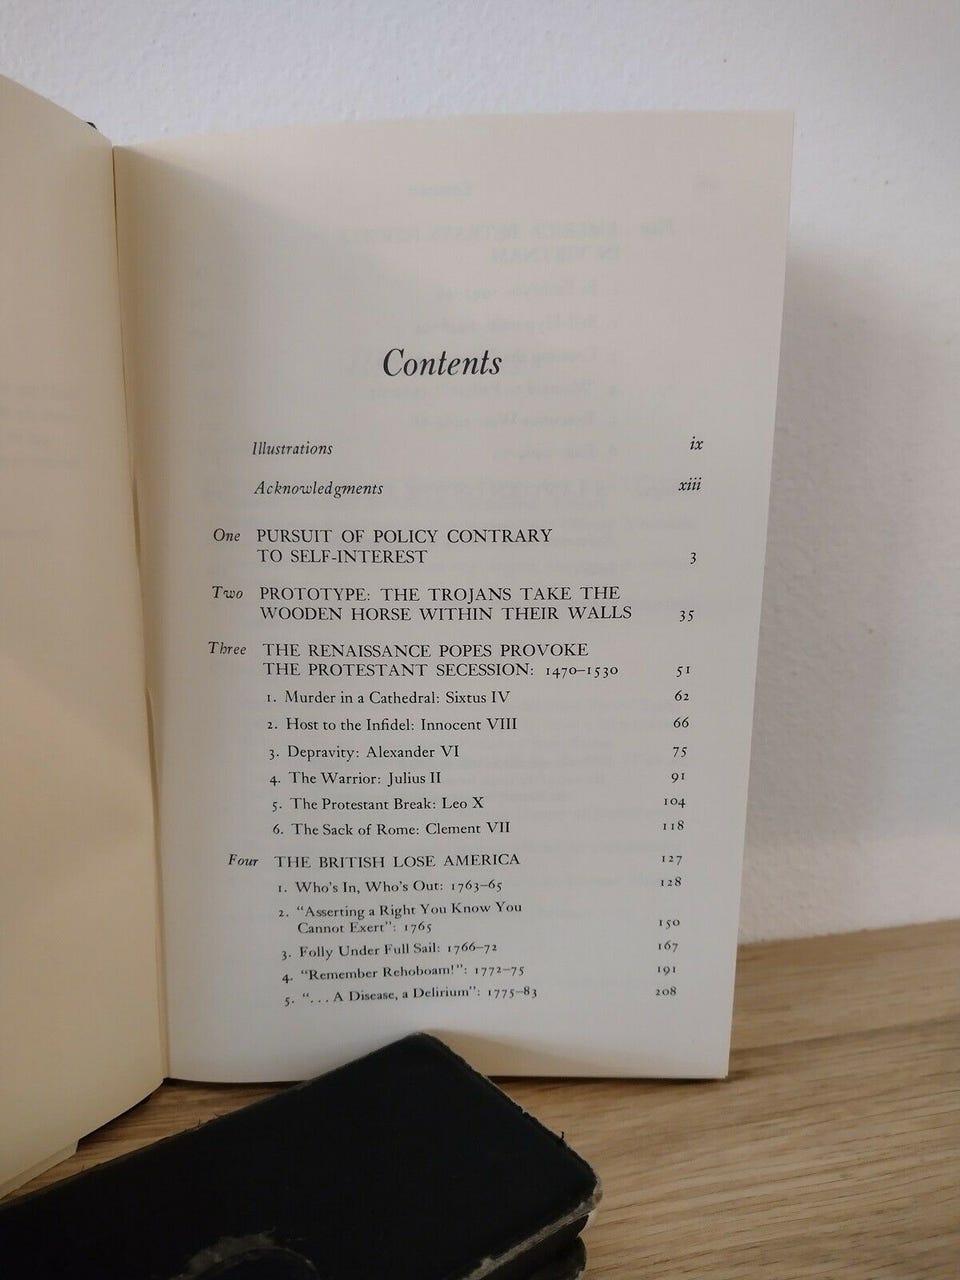 Contents
Illustrations ix
Acknowledgments xiii
One PURSUIT OF POLICY CONTRARY
TO SELF-INTEREST 3
Two PROTOTYPE: THE TROJANS TAKE THE
WOODEN HORSE WITHIN THEIR WALLS 35
Three THE RENAISSANCE POPES PROVOKE
THE PROTESTANT SECESSION: 1470–1530 51
1. Murder in a Cathedral: Sixtus IV 62
2. Host to the Infidel: Innocent VIII 66
3. Depravity: Alexander VI 75
4. The Warrior: Julius II 91
5. The Protestant Break: Leo X 104
6. The Sack of Rome: Clement VII 118
Four THE BRITISH LOSE AMERICA 127
1. Who's In, Who's Out: 1763–65 128
2. "Asserting a Right You Know You
Cannot Exert": 1765 150
3. Folly Under Full Sail: 1766–72 167
4. "Remember Rehoboam!": 1772–75 191
5. ". . . A Disease, a Delirium": 1775–83 208